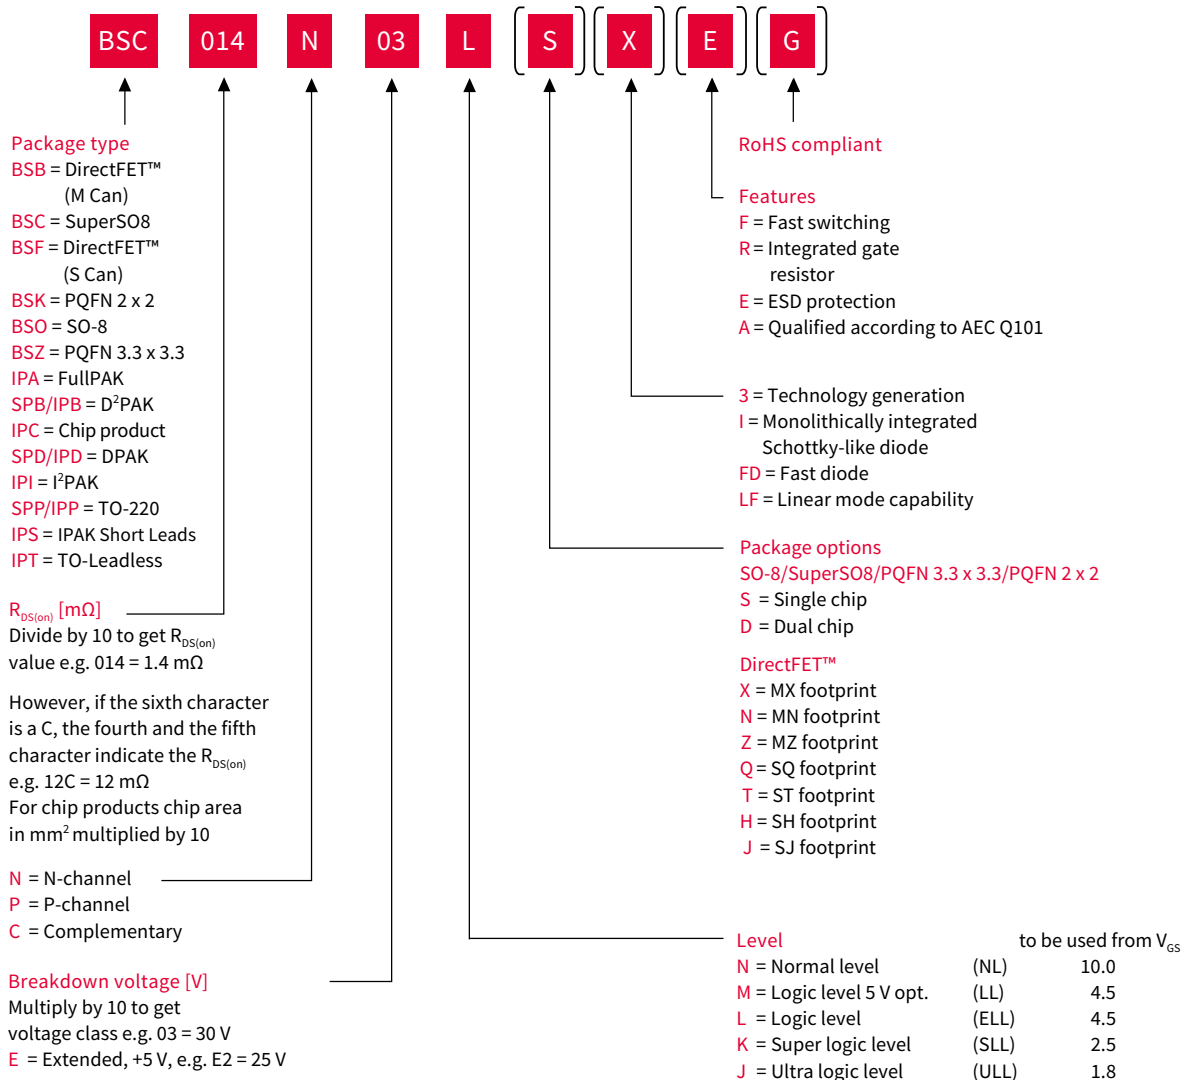 BSC 014 N 03 L S X E G
Package type
BSB = DirectFET™
(M Can)
BSC = SuperSO8
BSF = DirectFET™
(S Can)
BSK = PQFN 2 x 2
BSO = SO-8
BSZ = PQFN 3.3 x 3.3
IPA = FullPAK
SPB/IPB = D²PAK
IPC = Chip product
SPD/IPD = DPAK
IPI = I²PAK
SPP/IPP = TO-220
IPS = IPAK Short Leads
IPT = TO-Leadless
R_DS(on) [mΩ]
Divide by 10 to get R_DS(on)
value e.g. 014 = 1.4 mΩ
However, if the sixth character
is a C, the fourth and the fifth
character indicate the R_DS(on)
e.g. 12C = 12 mΩ
For chip products chip area
in mm² multiplied by 10
N = N-channel
P = P-channel
C = Complementary
Breakdown voltage [V]
Multiply by 10 to get
voltage class e.g. 03 = 30 V
E = Extended, +5 V, e.g. E2 = 25 V
RoHS compliant
Features
F = Fast switching
R = Integrated gate
resistor
E = ESD protection
A = Qualified according to AEC Q101
3 = Technology generation
I = Monolithically integrated
Schottky-like diode
FD = Fast diode
LF = Linear mode capability
Package options
SO-8/SuperSO8/PQFN 3.3 x 3.3/PQFN 2 x 2
S = Single chip
D = Dual chip
DirectFET™
X = MX footprint
N = MN footprint
Z = MZ footprint
Q = SQ footprint
T = ST footprint
H = SH footprint
J = SJ footprint
Level to be used from V_GS
N = Normal level (NL) 10.0
M = Logic level 5 V opt. (LL) 4.5
L = Logic level (ELL) 4.5
K = Super logic level (SLL) 2.5
J = Ultra logic level (ULL) 1.8